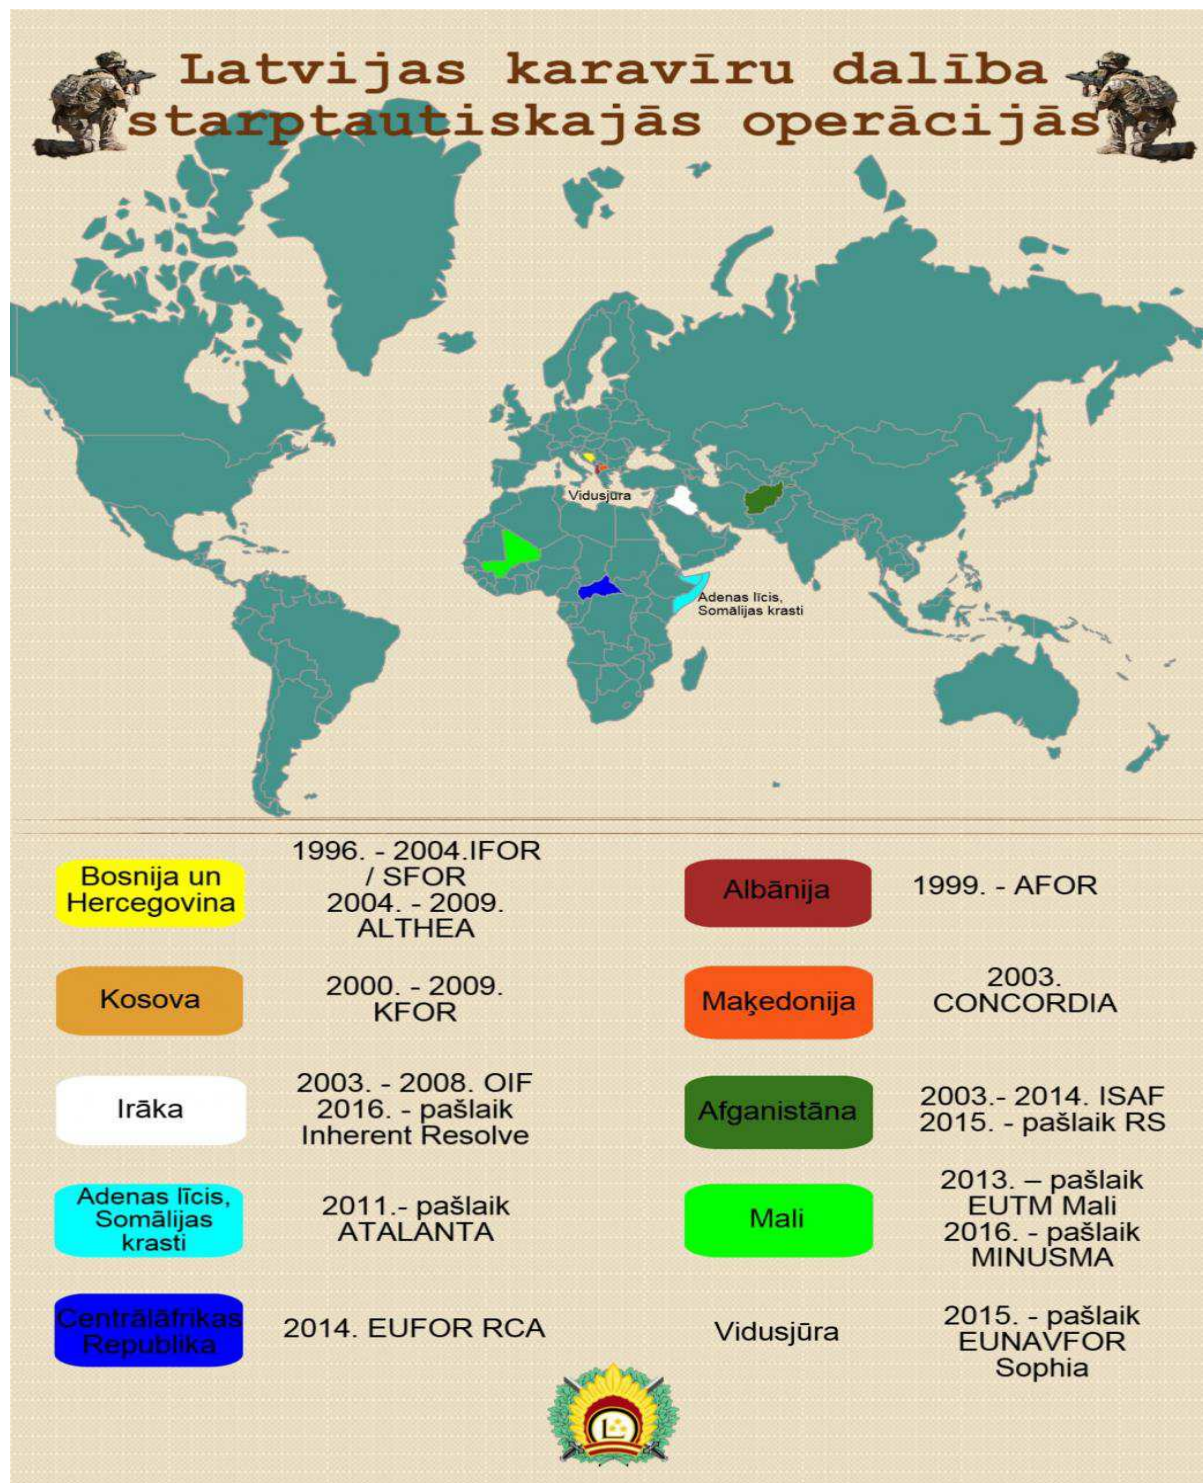 Latvijas karavīru dalība
starptautiskajās operācijās
Vidusjura
Adenas līcis,
Somālijas krasti
Bosnija un
Hercegovina
1996. - 2004.IFOR
/ SFOR
2004. - 2009.
ALTHEA
Albānija
1999. - AFOR
Kosova
2000. - 2009.
KFOR
Maķedonija
2003.
CONCORDIA
Irāka
2003. - 2008. OIF
2016. - pašlaik
Inherent Resolve
Afganistāna
2003.- 2014. ISAF
2015. - pašlaik RS
Adenas līcis,
Somālijas
krasti
2011.- pašlaik
ATALANTA
Mali
2013. – pašlaik
EUTM Mali
2016. - pašlaik
MINUSMA
Centrālāfrikas
Republika
2014. EUFOR RCA
Vidusjūra
2015. - pašlaik
EUNAVFOR
Sophia
L